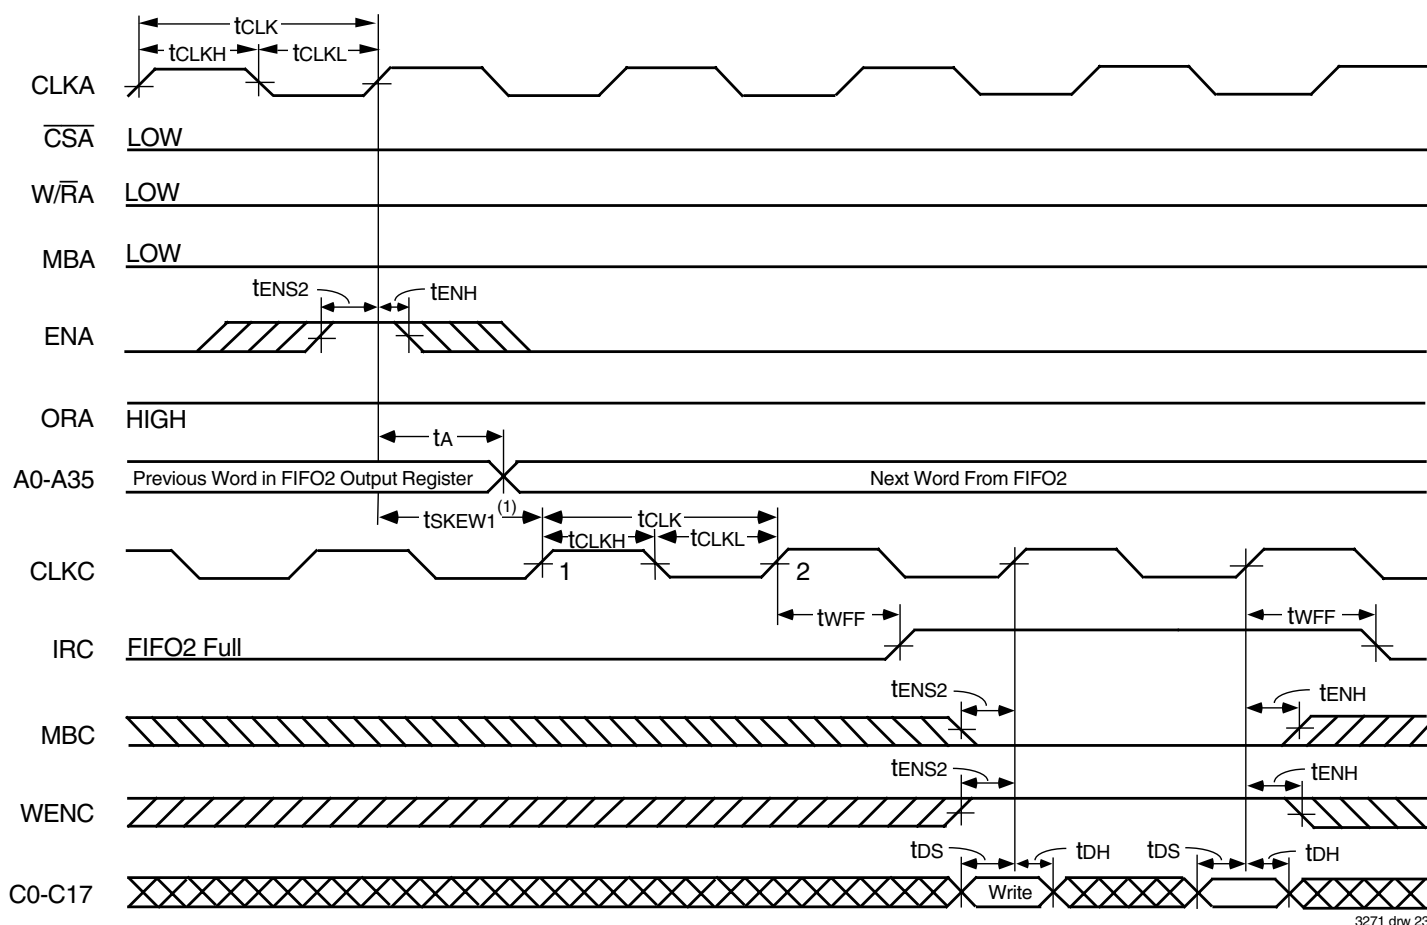 tCLK
tCLKH tCLKL
CLKA
CSA LOW
W/RA LOW
MBA LOW
tENS2 tENH
ENA
ORA HIGH
tA
A0-A35 Previous Word in FIFO2 Output Register Next Word From FIFO2
tSKEW1(1) tCLK
tCLKH tCLKL
CLKC 1 2
tWFF tWFF
IRC FIFO2 Full
tENS2 tENH
MBC
tENS2 tENH
WENC
tDS tDH tDS tDH
C0-C17 Write
3271 drw 23